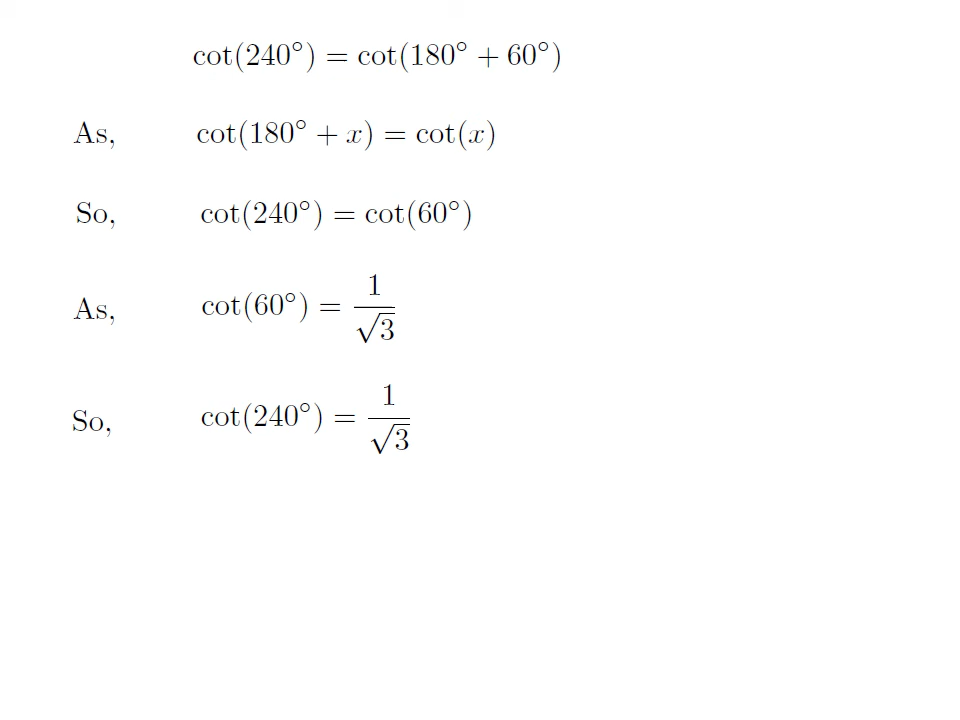 cot(240°) = cot(180° + 60°)
As, cot(180° + x) = cot(x)
So, cot(240°) = cot(60°)
As, cot(60°) = 1/√3
So, cot(240°) = 1/√3